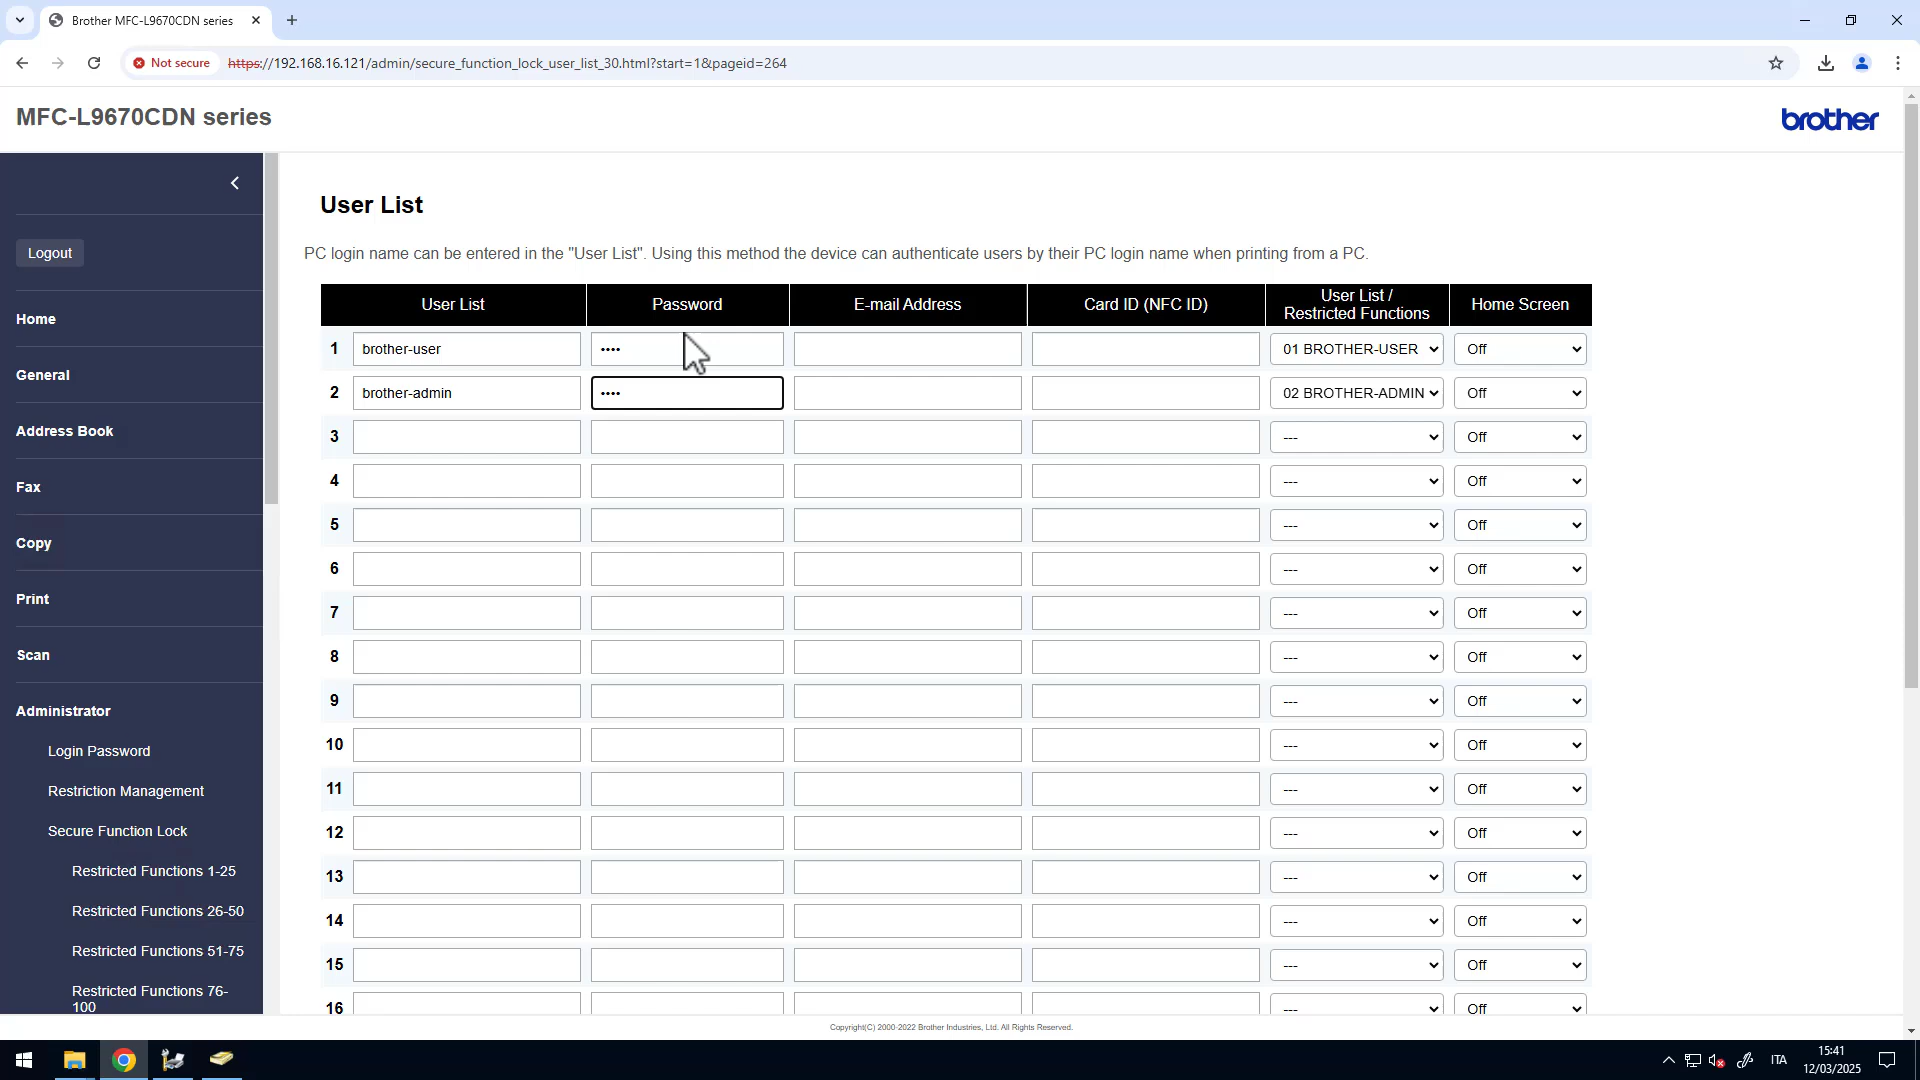 Brother MFC-L9670CDN series
Not secure
https://192.168.16.121/admin/secure_function_lock_user_list_30.html?start=1&pageid=264
MFC-L9670CDN series
brother
Logout
Home
General
Address Book
Fax
Copy
Print
Scan
Administrator
Login Password
Restriction Management
Secure Function Lock
Restricted Functions 1-25
Restricted Functions 26-50
Restricted Functions 51-75
Restricted Functions 76-
100
User List
PC login name can be entered in the "User List". Using this method the device can authenticate users by their PC login name when printing from a PC.
User List Password E-mail Address Card ID (NFC ID) User List / Restricted Functions Home Screen
1 brother-user •••• 01 BROTHER-USER Off
2 brother-admin •••• 02 BROTHER-ADMIN Off
3 --- Off
4 --- Off
5 --- Off
6 --- Off
7 --- Off
8 --- Off
9 --- Off
10 --- Off
11 --- Off
12 --- Off
13 --- Off
14 --- Off
15 --- Off
16 --- Off
Copyright(C) 2000-2022 Brother Industries, Ltd. All Rights Reserved.
ITA
15:41
12/03/2025